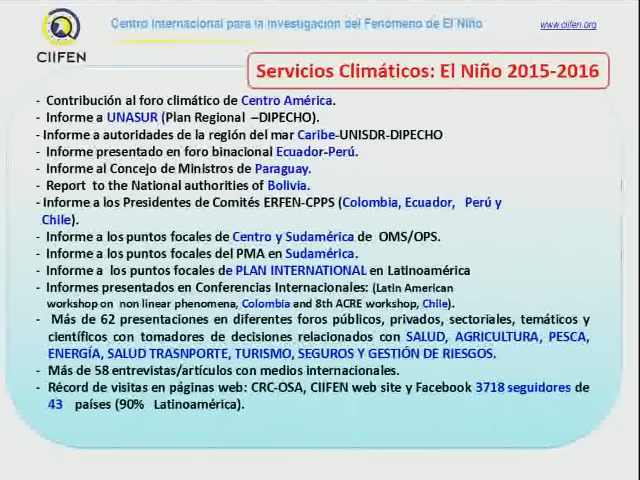 Centro Internacional para la Investigación del Fenómeno de El Niño
www.ciifen.org
CIIFEN
Servicios Climáticos: El Niño 2015-2016
- Contribución al foro climático de Centro América.
- Informe a UNASUR (Plan Regional –DIPECHO).
- Informe a autoridades de la región del mar Caribe-UNISDR-DIPECHO
- Informe presentado en foro binacional Ecuador-Perú.
- Informe al Concejo de Ministros de Paraguay.
- Report to the National authorities of Bolivia.
- Informe a los Presidentes de Comités ERFEN-CPPS (Colombia, Ecuador, Perú y
Chile).
- Informe a los puntos focales de Centro y Sudamérica de OMS/OPS.
- Informe a los puntos focales del PMA en Sudamérica.
- Informe a los puntos focales de PLAN INTERNATIONAL en Latinoamérica
- Informes presentados en Conferencias Internacionales: (Latin American
workshop on non linear phenomena, Colombia and 8th ACRE workshop, Chile).
- Más de 62 presentaciones en diferentes foros públicos, privados, sectoriales, temáticos y
científicos con tomadores de decisiones relacionados con SALUD, AGRICULTURA, PESCA,
ENERGÍA, SALUD TRASNPORTE, TURISMO, SEGUROS Y GESTIÓN DE RIESGOS.
- Más de 58 entrevistas/artículos con medios internacionales.
- Récord de visitas en páginas web: CRC-OSA, CIIFEN web site y Facebook 3718 seguidores de
43 países (90% Latinoamérica).